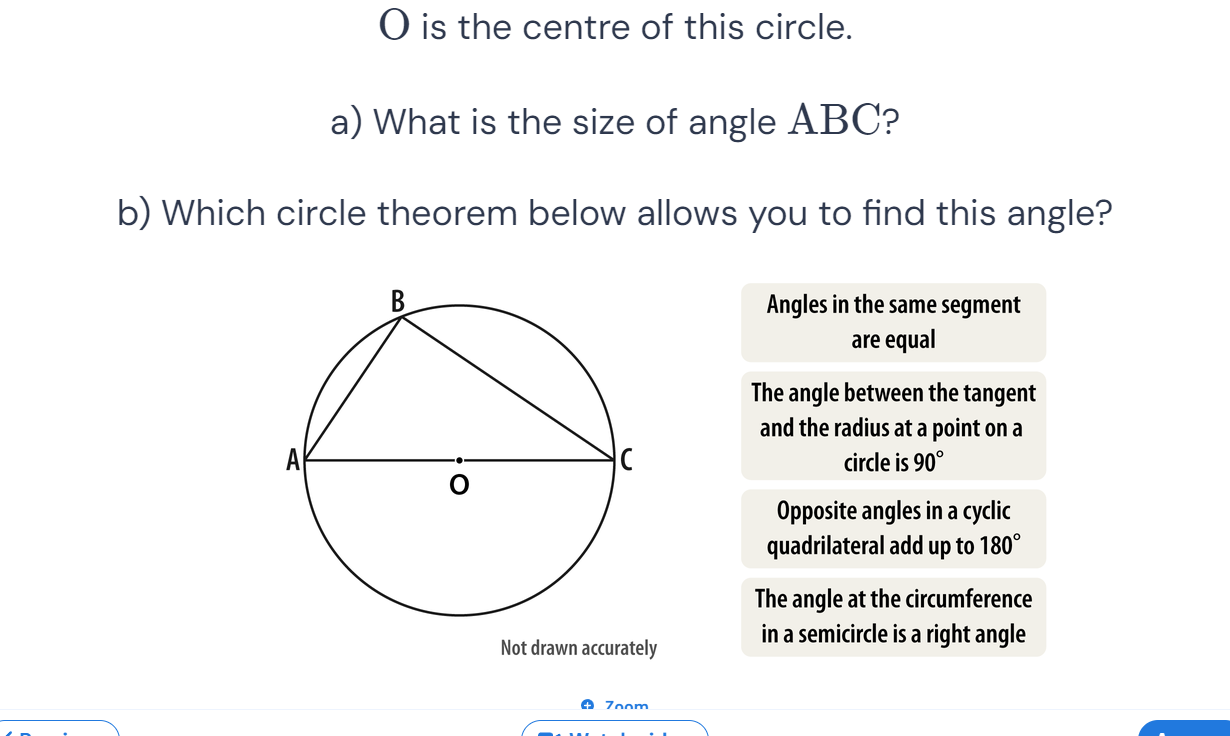 O is the centre of this circle.
a) What is the size of angle ABC?
b) Which circle theorem below allows you to find this angle?
B
A
C
O
Not drawn accurately
Angles in the same segment
are equal
The angle between the tangent
and the radius at a point on a
circle is 90°
Opposite angles in a cyclic
quadrilateral add up to 180°
The angle at the circumference
in a semicircle is a right angle
Zoom